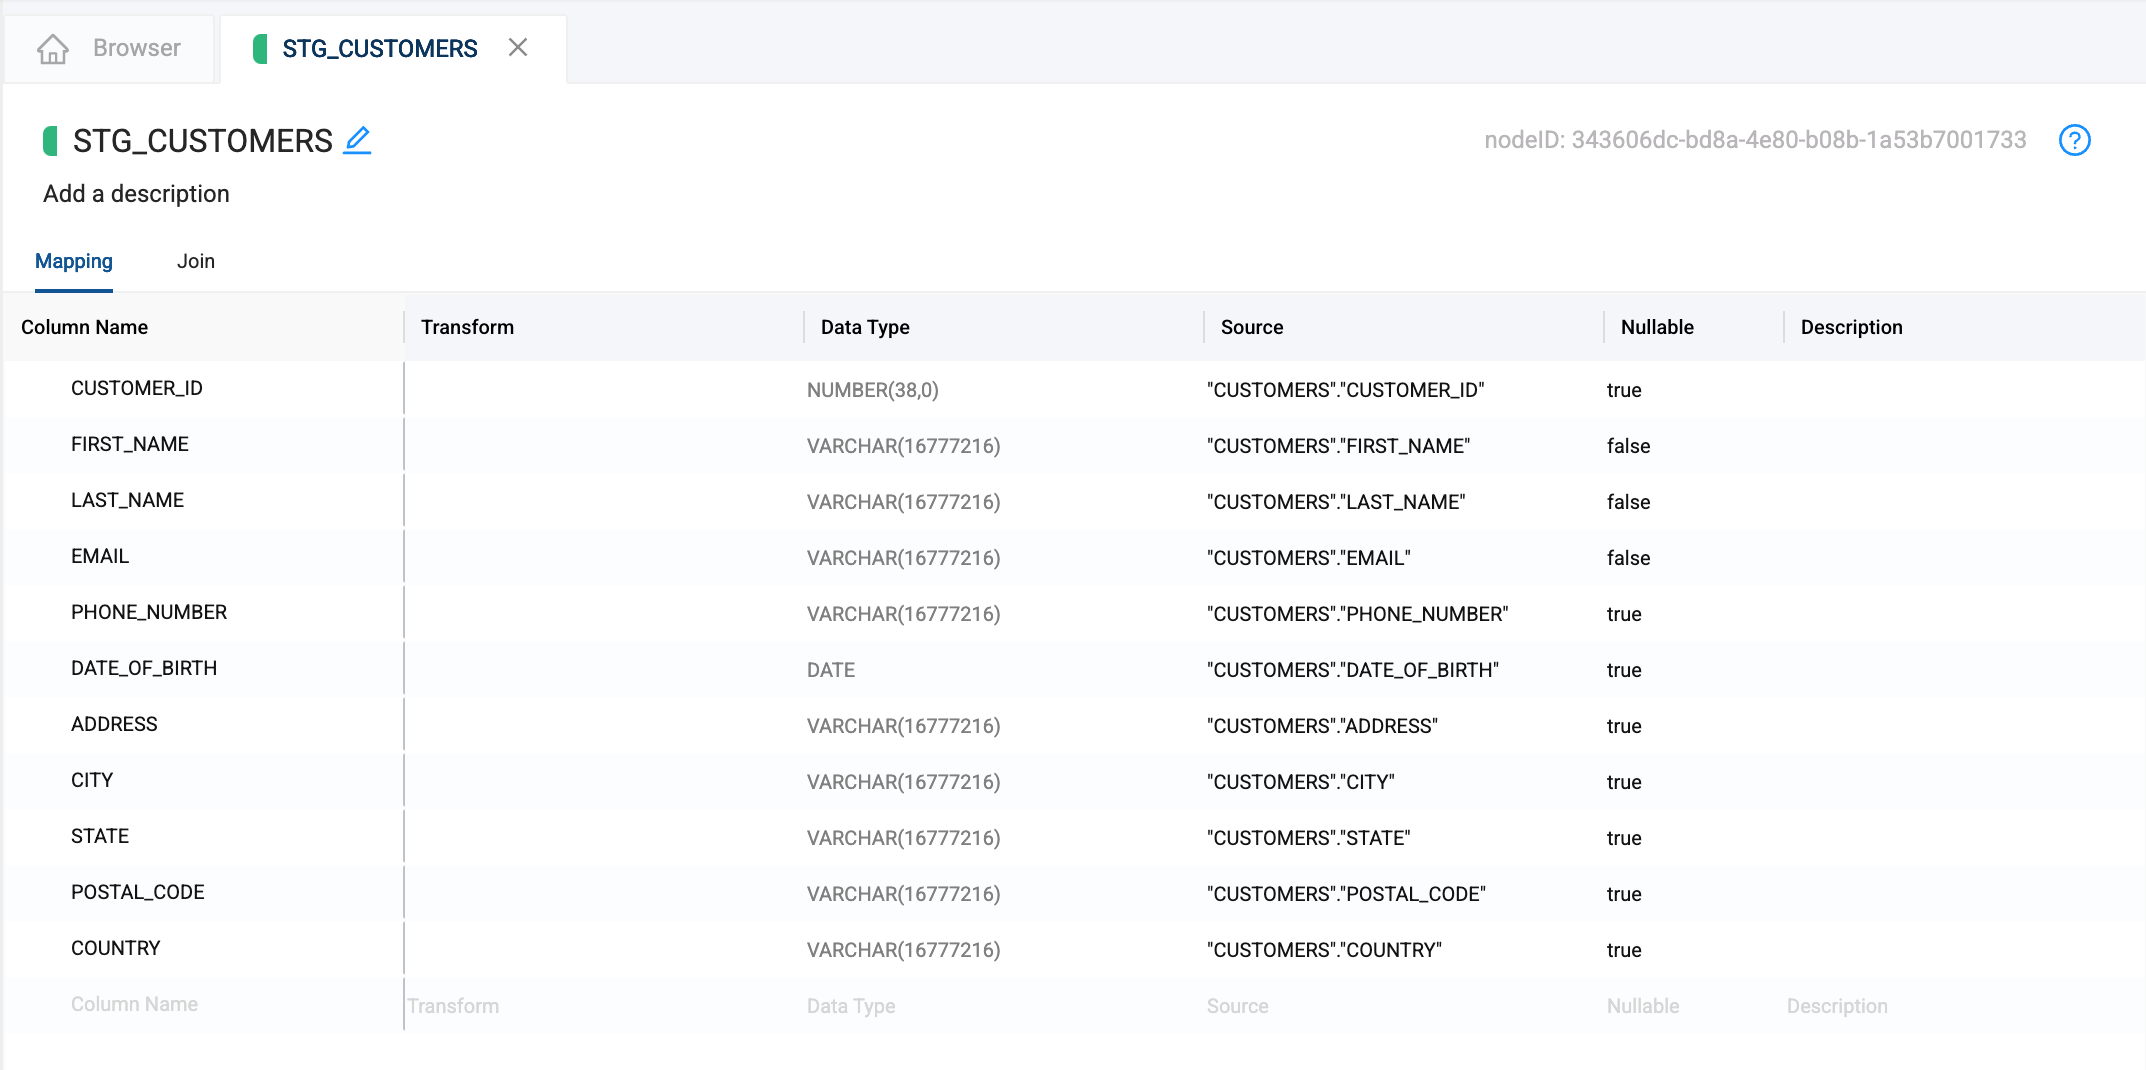 Browser STG_CUSTOMERS
STG_CUSTOMERS nodeID: 343606dc-bd8a-4e80-b08b-1a53b7001733 ?
Add a description
Mapping Join
Column Name Transform Data Type Source Nullable Description
CUSTOMER_ID NUMBER(38,0) "CUSTOMERS"."CUSTOMER_ID" true
FIRST_NAME VARCHAR(16777216) "CUSTOMERS"."FIRST_NAME" false
LAST_NAME VARCHAR(16777216) "CUSTOMERS"."LAST_NAME" false
EMAIL VARCHAR(16777216) "CUSTOMERS"."EMAIL" false
PHONE_NUMBER VARCHAR(16777216) "CUSTOMERS"."PHONE_NUMBER" true
DATE_OF_BIRTH DATE "CUSTOMERS"."DATE_OF_BIRTH" true
ADDRESS VARCHAR(16777216) "CUSTOMERS"."ADDRESS" true
CITY VARCHAR(16777216) "CUSTOMERS"."CITY" true
STATE VARCHAR(16777216) "CUSTOMERS"."STATE" true
POSTAL_CODE VARCHAR(16777216) "CUSTOMERS"."POSTAL_CODE" true
COUNTRY VARCHAR(16777216) "CUSTOMERS"."COUNTRY" true
Column Name Transform Data Type Source Nullable Description